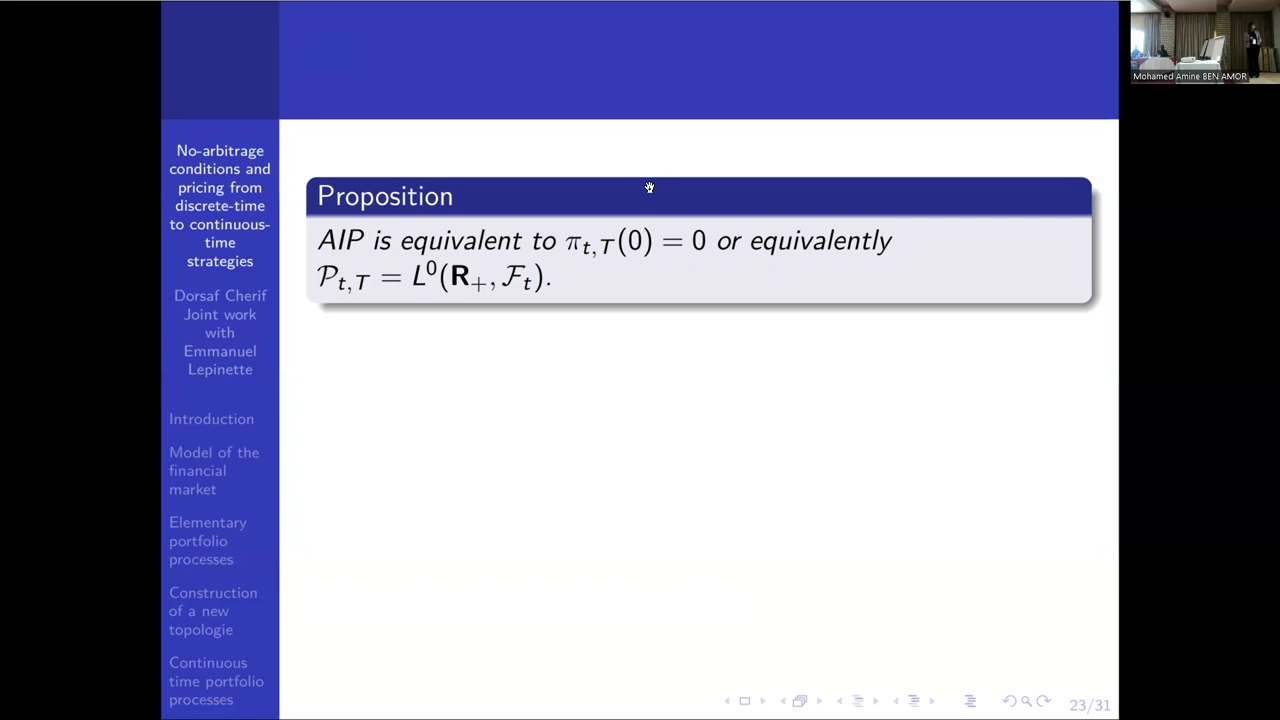 Mohamed Amine BEN AMOR
No-arbitrage
conditions and
pricing from
discrete-time
to continuous-
time
strategies
Dorsaf Cherif
Joint work
with
Emmanuel
Lepinette
Introduction
Model of the
financial
market
Elementary
portfolio
processes
Construction
of a new
topologie
Continuous
time portfolio
processes
Proposition
AIP is equivalent to π_{t,T}(0) = 0 or equivalently
𝒫_{t,T} = L⁰(𝐑₊, ℱ_t).
23/31